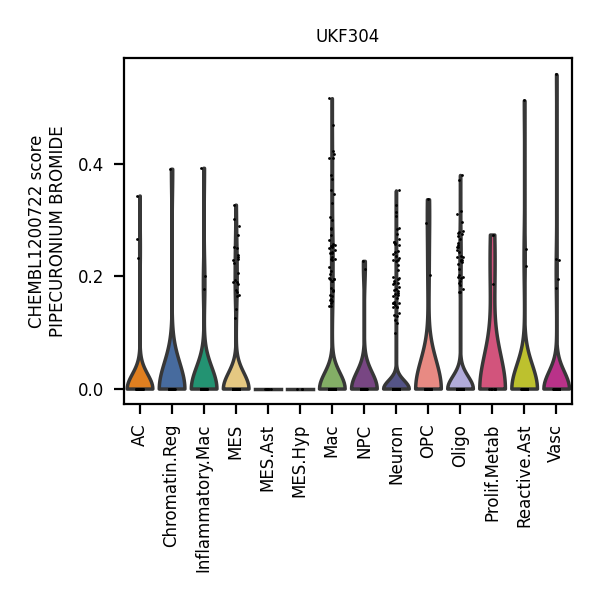 UKF304
CHEMBL1200722 score
PIPECURONIUM BROMIDE
0.4
0.2
0.0
AC
Chromatin.Reg
Inflammatory.Mac
MES
MES.Ast
MES.Hyp
Mac
NPC
Neuron
OPC
Oligo
Prolif.Metab
Reactive.Ast
Vasc